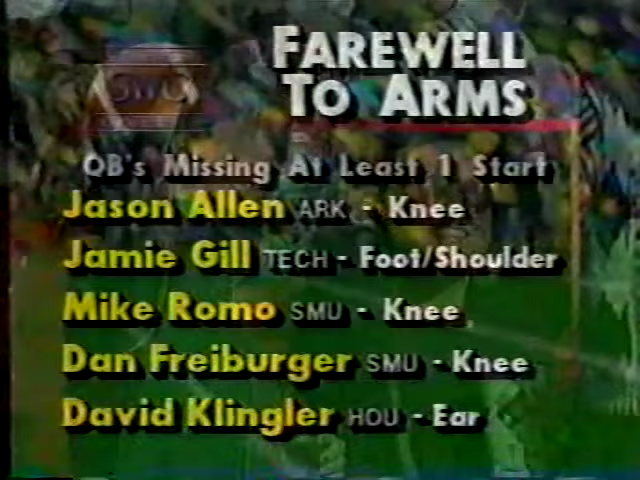 FAREWELL
TO ARMS
SWC
QB's Missing At Least 1 Start
Jason Allen ARK - Knee
Jamie Gill TECH - Foot/Shoulder
Mike Romo SMU - Knee
Dan Freiburger SMU - Knee
David Klingler HOU - Ear